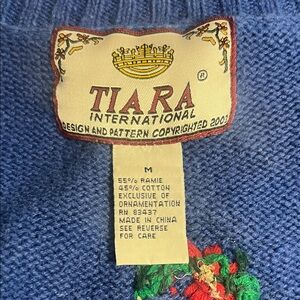 ®
TIARA
INTERNATIONAL
DESIGN AND PATTERN COPYRIGHTED 2002
M
55% RAMIE
45% COTTON
EXCLUSIVE OF
ORNAMENTATION
RN 83437
MADE IN CHINA
SEE REVERSE
FOR CARE